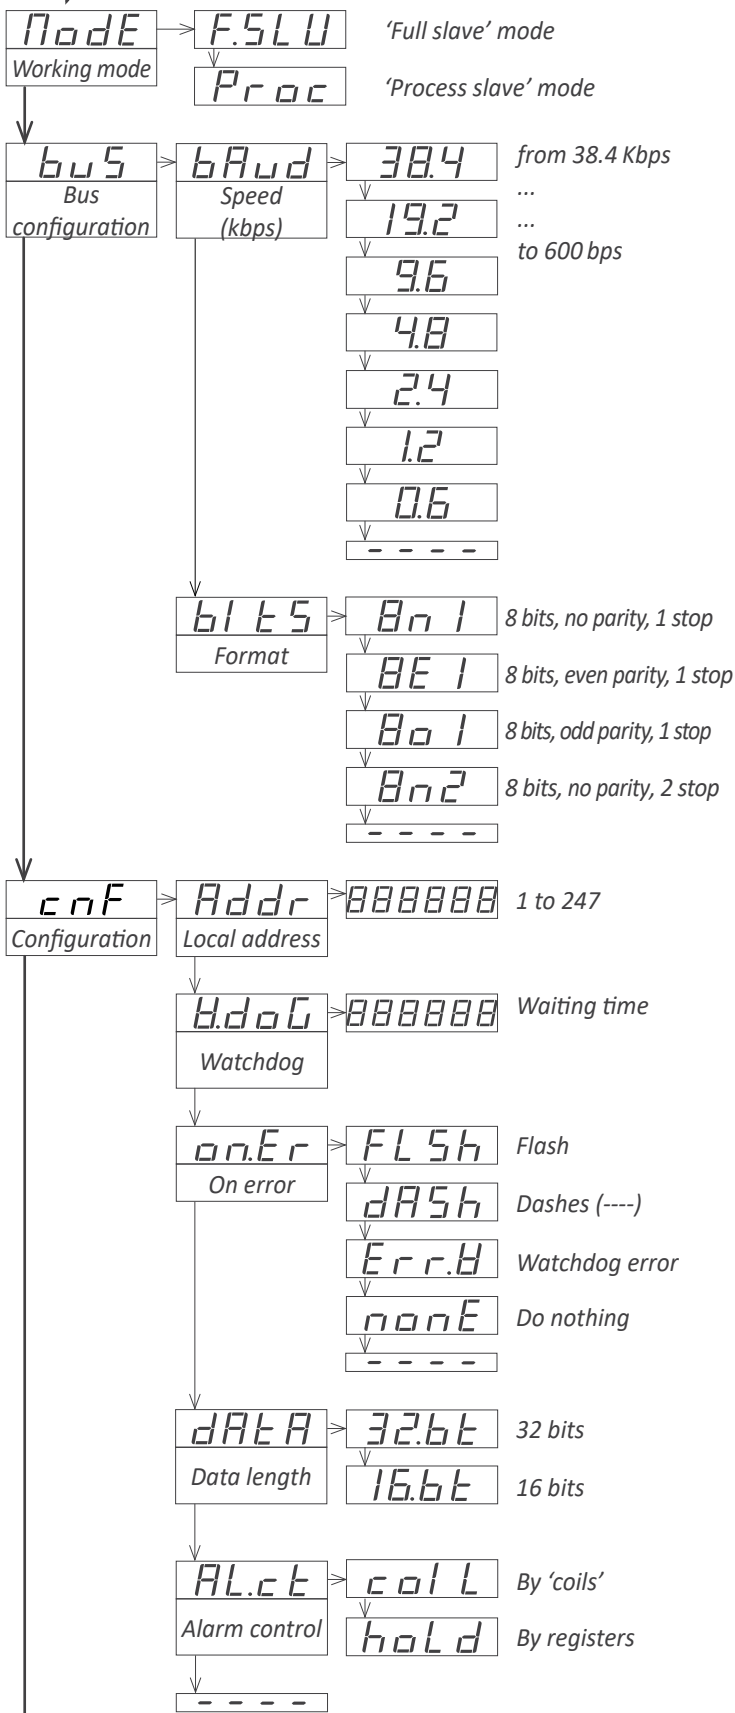 ModE
F.SLV
‘Full slave’ mode
Working mode
Proc
‘Process slave’ mode
buS
bAud
38.4
from 38.4 Kbps
Bus
configuration
Speed
(kbps)
...
19.2
...
to 600 bps
9.6
4.8
2.4
1.2
0.6
----
bItS
8n1
8 bits, no parity, 1 stop
Format
8E1
8 bits, even parity, 1 stop
8o1
8 bits, odd parity, 1 stop
8n2
8 bits, no parity, 2 stop
----
cnF
Addr
888888
1 to 247
Configuration
Local address
W.doG
888888
Waiting time
Watchdog
on.Er
FLSh
Flash
On error
dASh
Dashes (----)
Err.W
Watchdog error
nonE
Do nothing
----
dAtA
32.bt
32 bits
Data length
16.bt
16 bits
AL.ct
coIL
By ‘coils’
Alarm control
hoLd
By registers
----